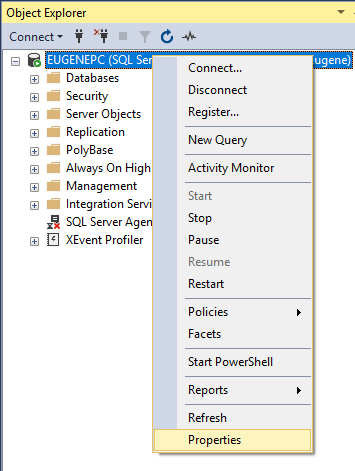 Object Explorer
Connect
EUGENEPC (SQL Ser
ugene)
Databases
Security
Server Objects
Replication
PolyBase
Always On High
Management
Integration Servi
SQL Server Agen
XEvent Profiler
Connect...
Disconnect
Register...
New Query
Activity Monitor
Start
Stop
Pause
Resume
Restart
Policies
Facets
Start PowerShell
Reports
Refresh
Properties